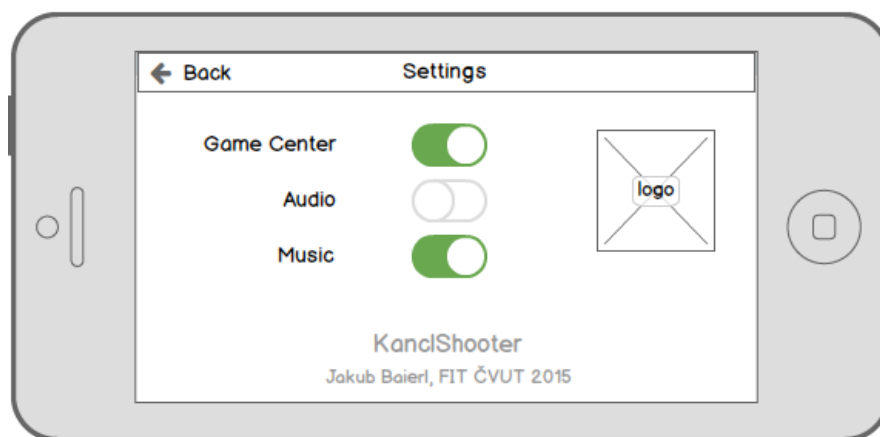 Back Settings
Game Center
Audio
logo
Music
KanclShooter
Jakub Baierl, FIT ČVUT 2015